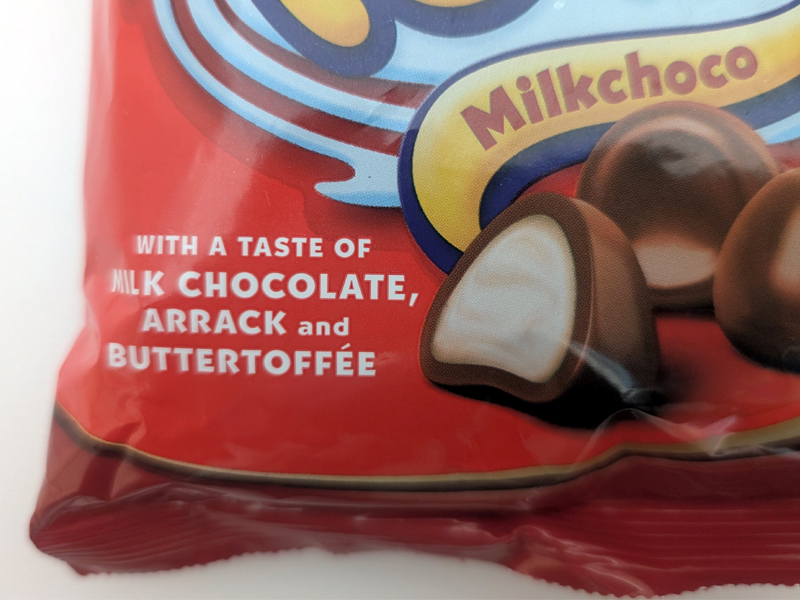 Milkchoco
WITH A TASTE OF
MILK CHOCOLATE,
ARRACK and
BUTTERTOFFÉE